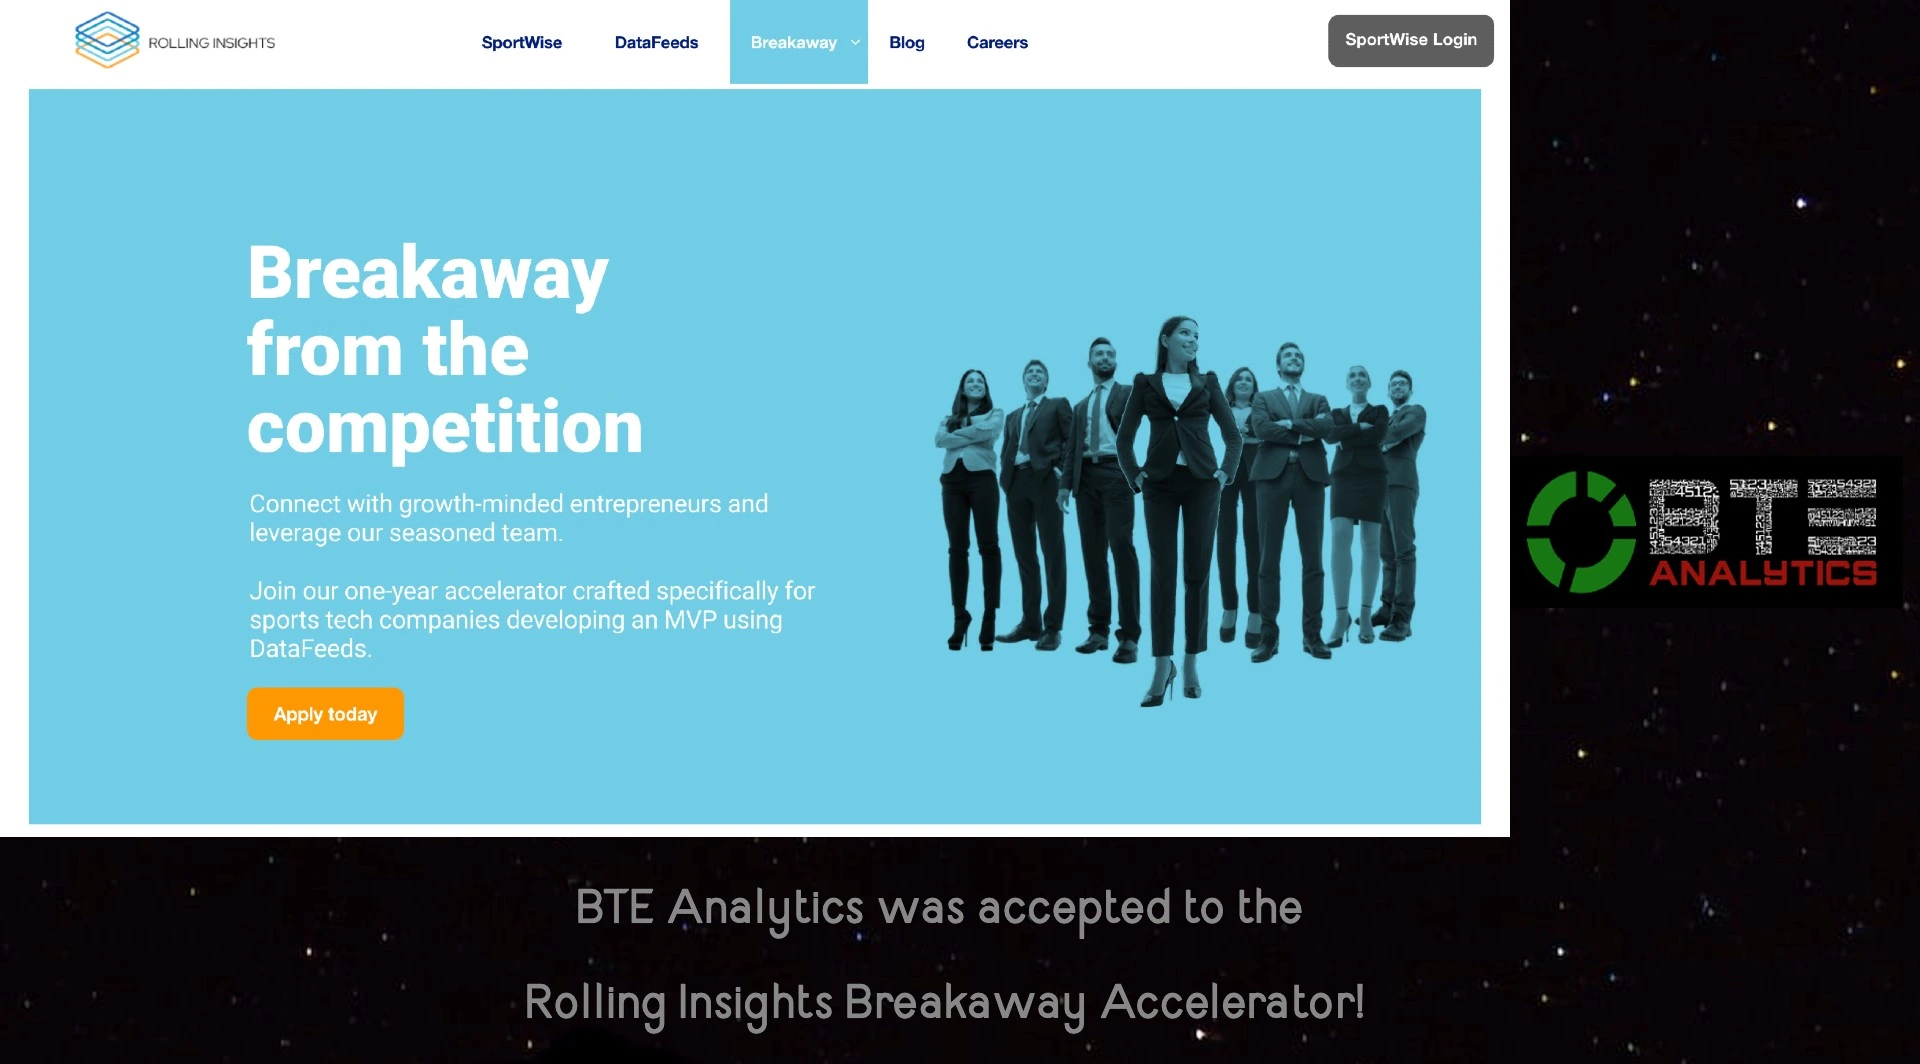 ROLLING INSIGHTS
SportWise
DataFeeds
Breakaway
Blog
Careers
SportWise Login
Breakaway
from the
competition
Connect with growth-minded entrepreneurs and
leverage our seasoned team.
Join our one-year accelerator crafted specifically for
sports tech companies developing an MVP using
DataFeeds.
Apply today
BTE
ANALYTICS
BTE Analytics was accepted to the
Rolling Insights Breakaway Accelerator!